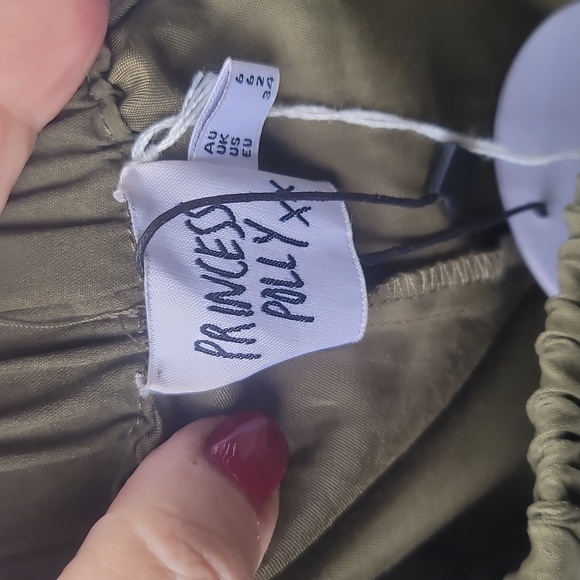 AU 6
UK 6
US 2
EU 34
PRINCESS
POLLY XX